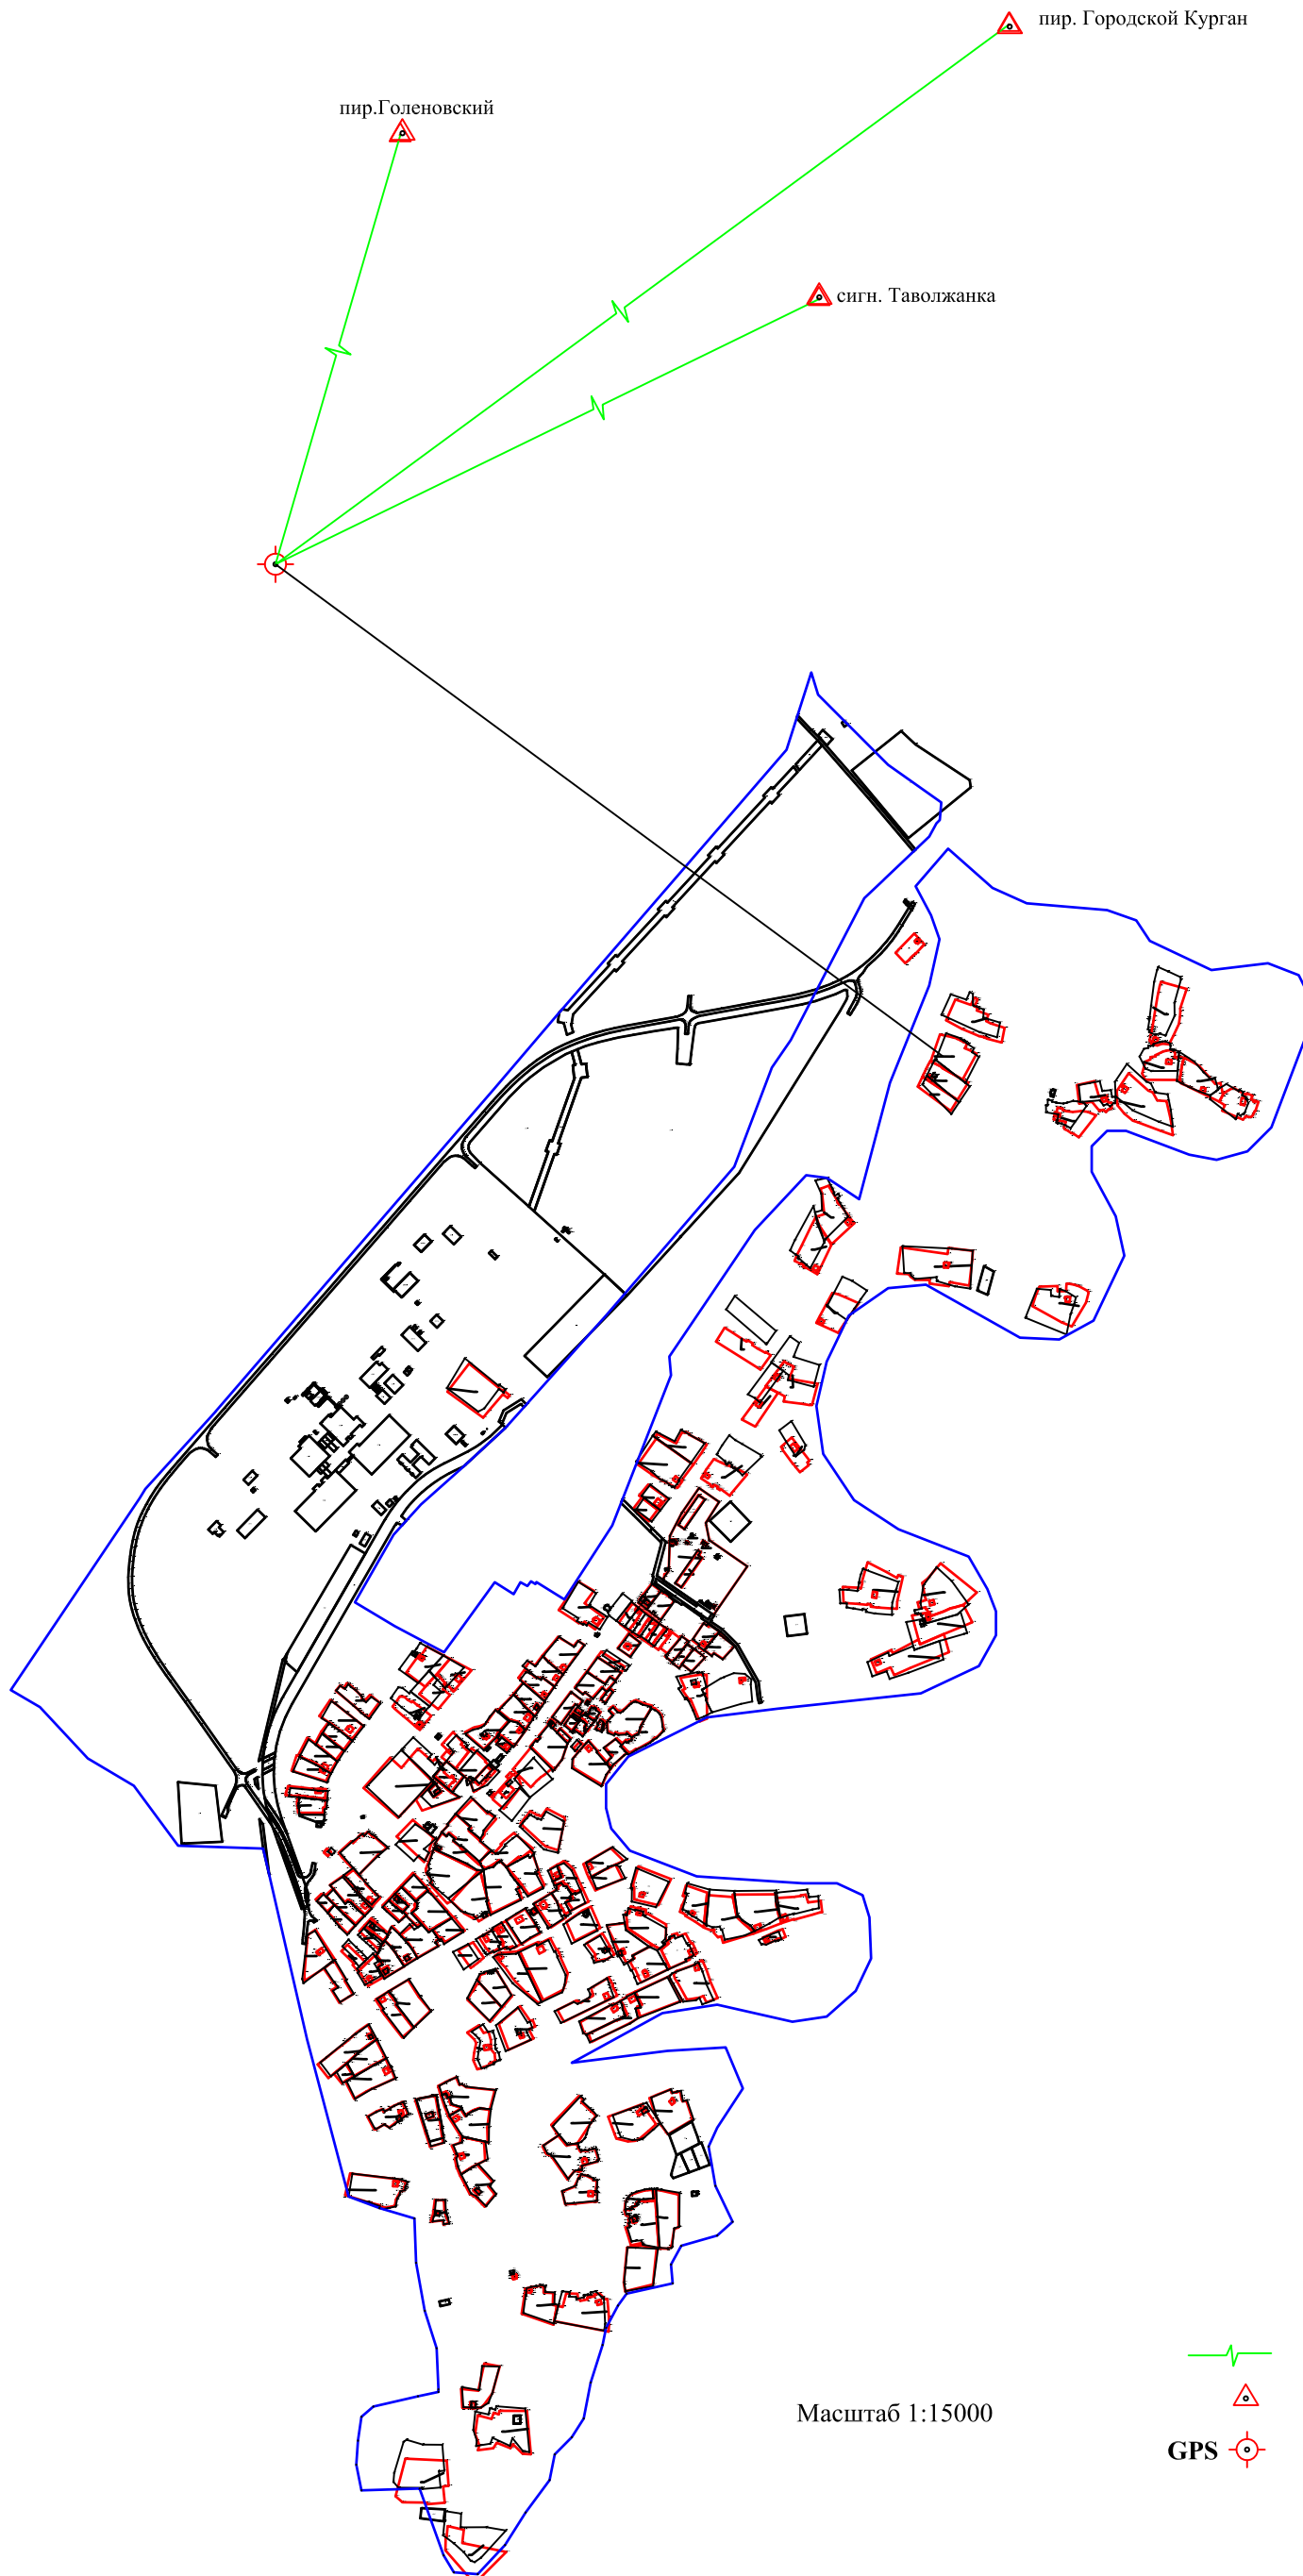 пир. Городской Курган
пир.Голеновский
сигн. Таволжанка
Масштаб 1:15000
GPS